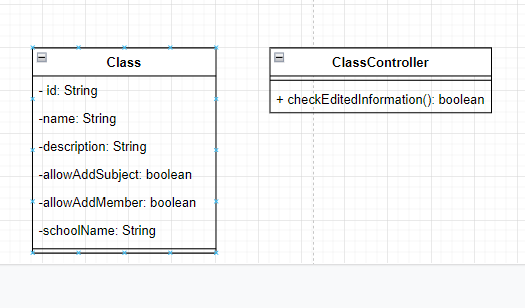 Class
- id: String
-name: String
-description: String
-allowAddSubject: boolean
-allowAddMember: boolean
-schoolName: String
ClassController
+ checkEditedInformation(): boolean